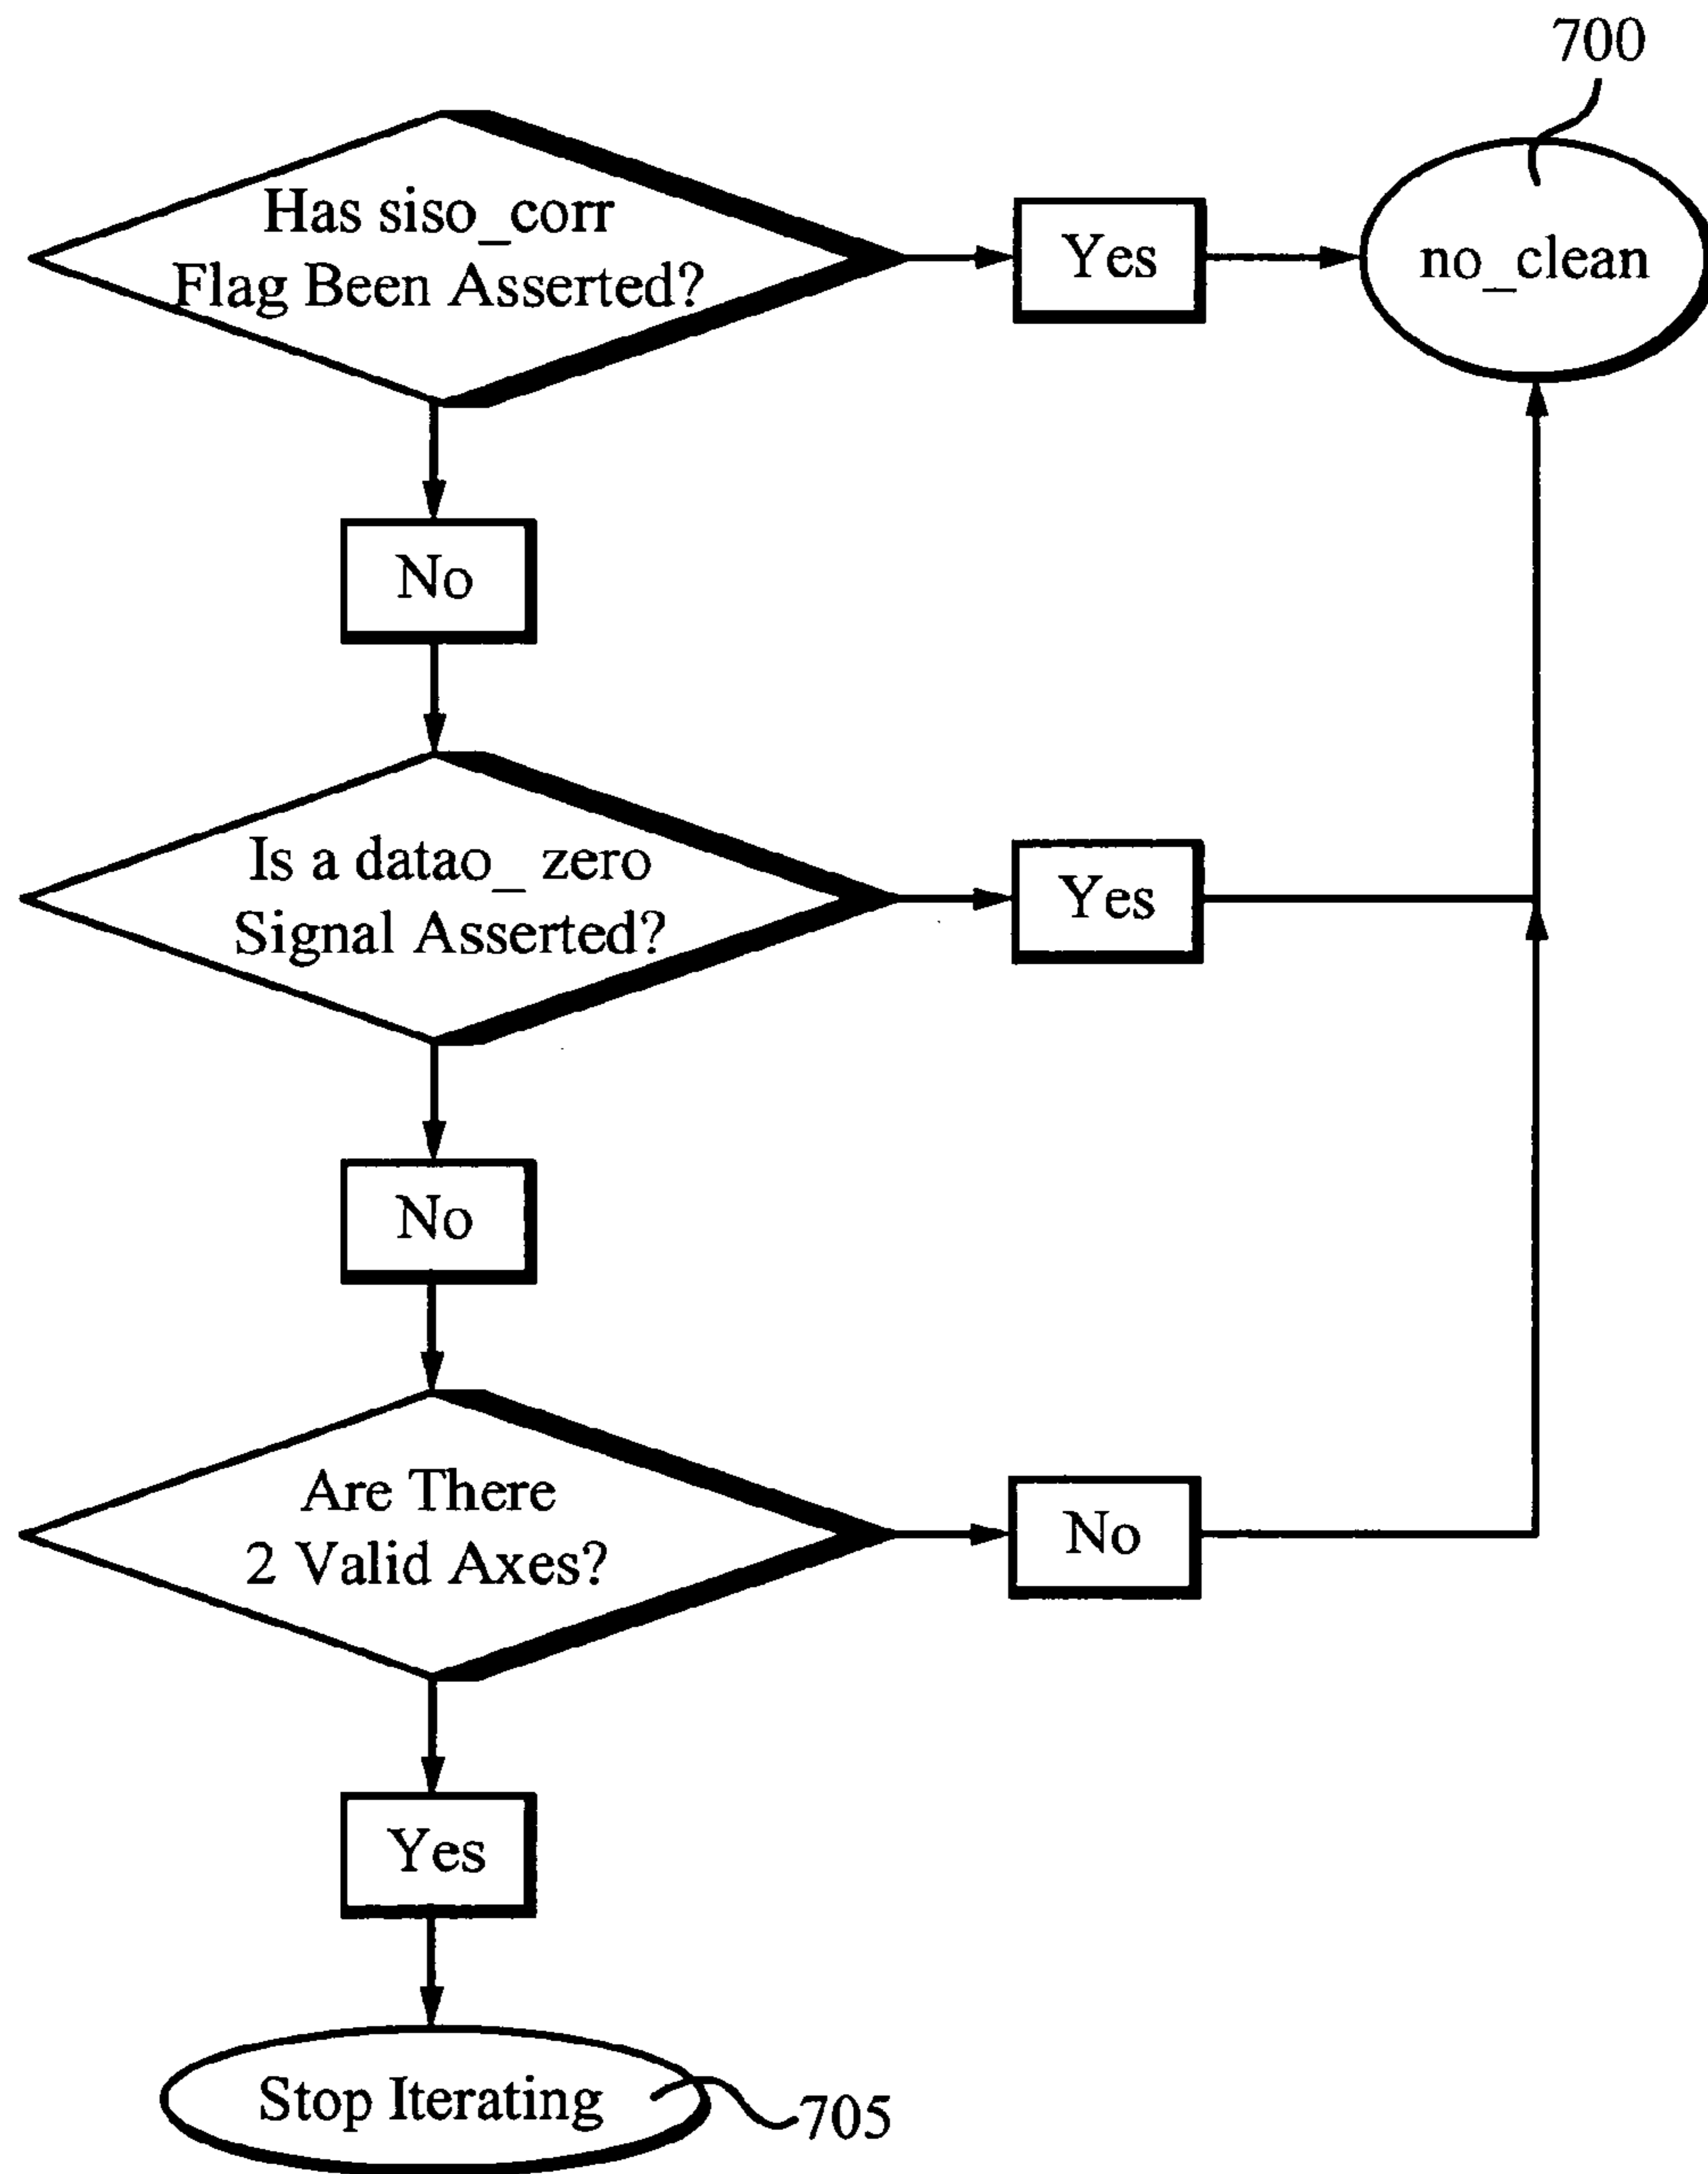 700
Has siso_corr
Flag Been Asserted?
Yes
no_clean
No
Is a datao_ zero
Signal Asserted?
Yes
No
Are There
2 Valid Axes?
No
Yes
Stop Iterating
705